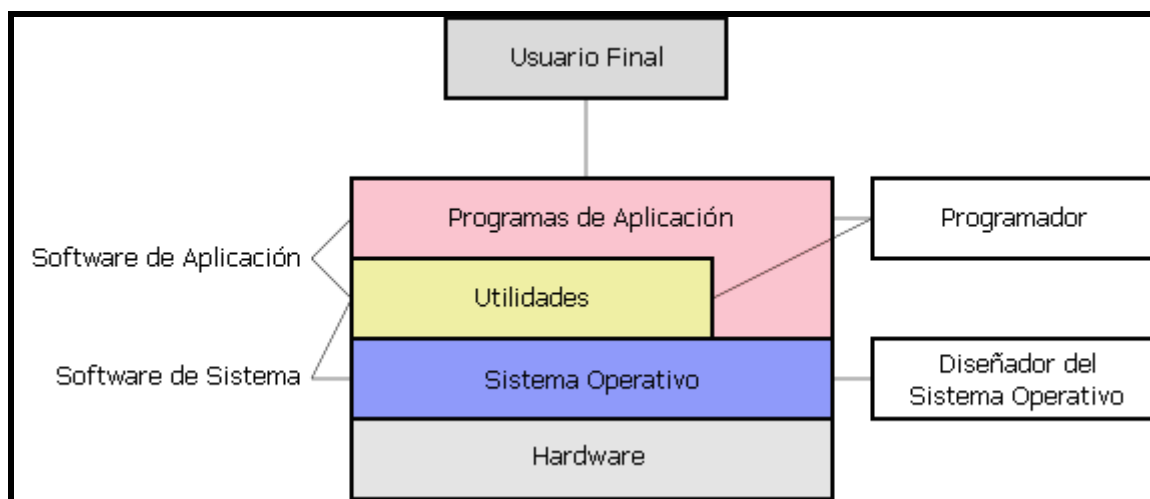 Usuario Final
Programas de Aplicación
Programador
Software de Aplicación
Utilidades
Software de Sistema
Sistema Operativo
Diseñador del
Sistema Operativo
Hardware